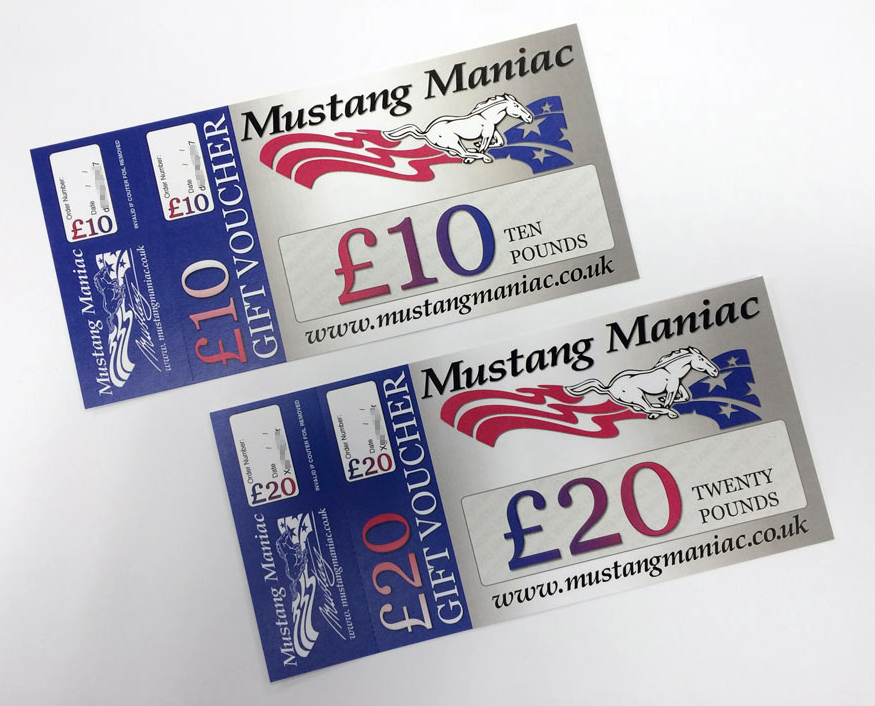 Mustang Maniac
£10 TEN
POUNDS
www.mustangmaniac.co.uk
£10
GIFT VOUCHER
Order Number:
Date / /
£10
INVALID IF COUTER FOIL REMOVED
Order Number:
Date / /
£10
Mustang Maniac
Mustang
www.mustangmaniac.co.uk
Mustang Maniac
£20 TWENTY
POUNDS
www.mustangmaniac.co.uk
£20
GIFT VOUCHER
Order Number:
Date / /
£20
INVALID IF COUTER FOIL REMOVED
Order Number:
Date / /
£20
Mustang Maniac
Mustang
www.mustangmaniac.co.uk